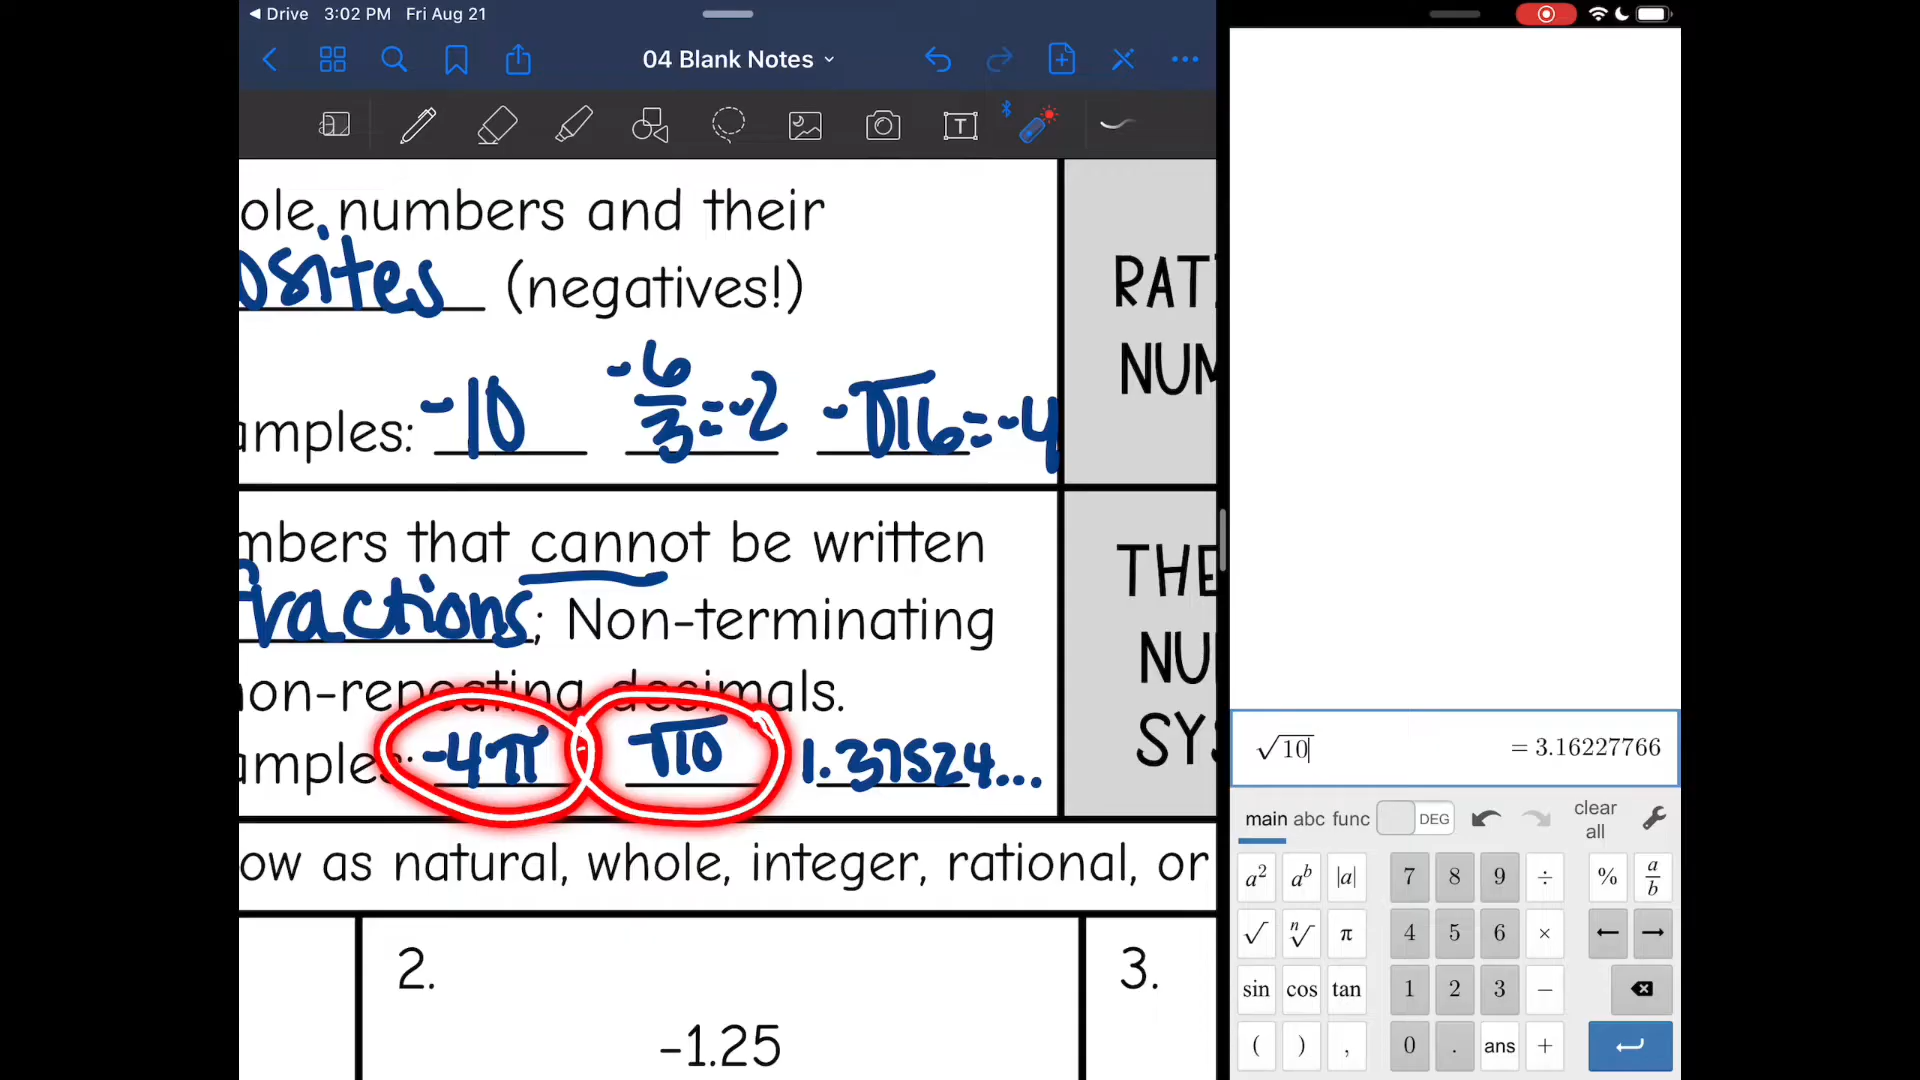 Drive 3:02 PM Fri Aug 21
04 Blank Notes
T
ole numbers and their
osites (negatives!)
amples: -10 -6/3=-2 -√16=-4
RAT
NUM
mbers that cannot be written
fractions; Non-terminating
non-repeating decimals.
amples: -4π √10 1.37524...
THE
NU
SYS
ow as natural, whole, integer, rational, or
2.
-1.25
3.
√10 = 3.16227766
main abc func DEG clear all
a² aᵇ |a| 7 8 9 ÷ % a/b
√ ⁿ√ π 4 5 6 × ← →
sin cos tan 1 2 3 −
( ) , 0 . ans +